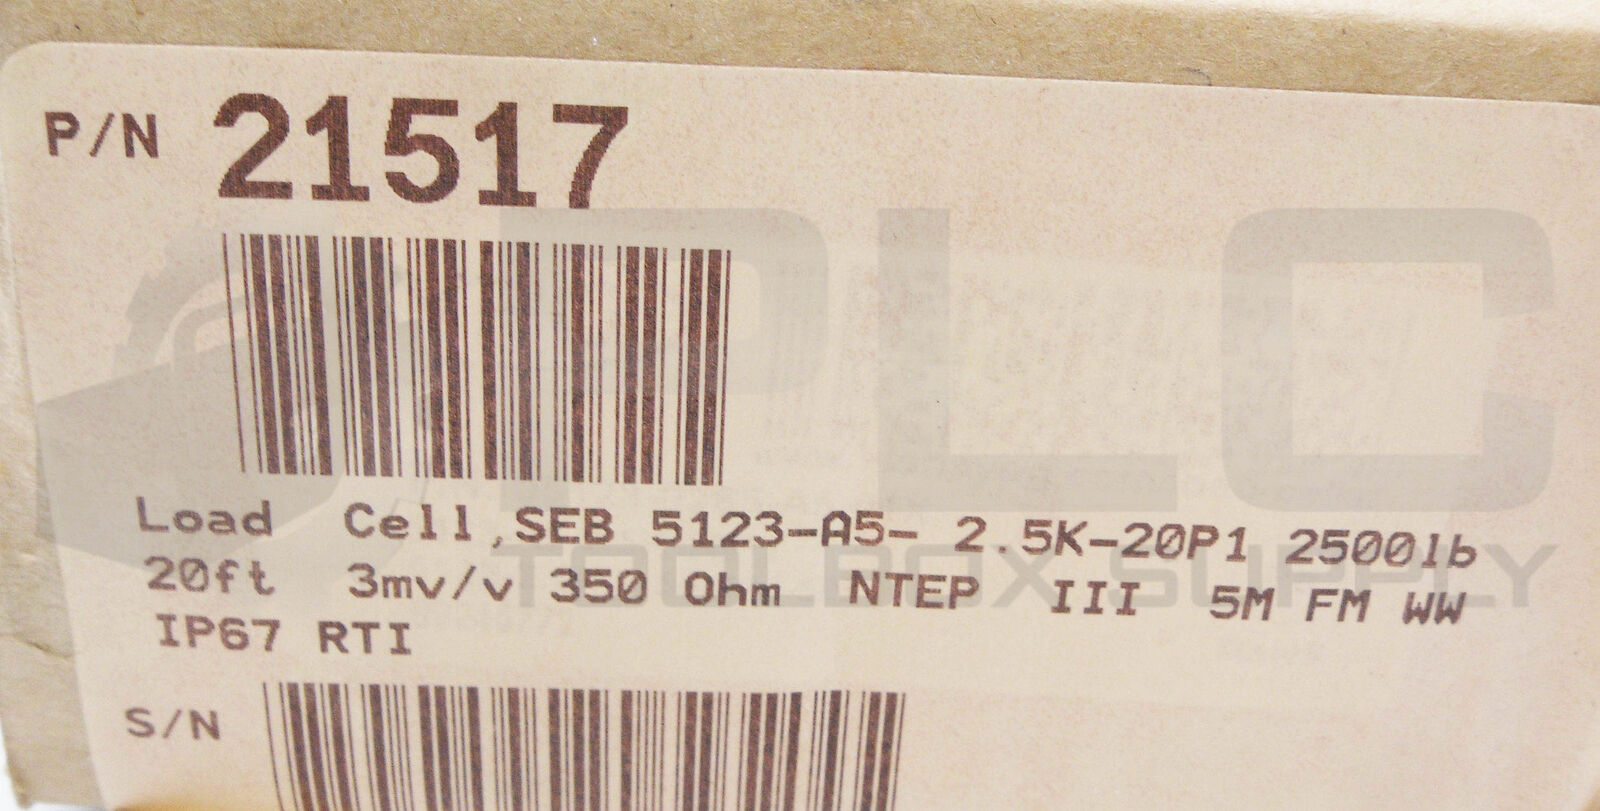 P/N 21517
Load Cell,SEB 5123-A5- 2.5K-20P1 2500lb
20ft 3mv/v 350 Ohm NTEP III 5M FM WW
IP67 RTI
S/N
PLC
TOOLBOX SUPPLY